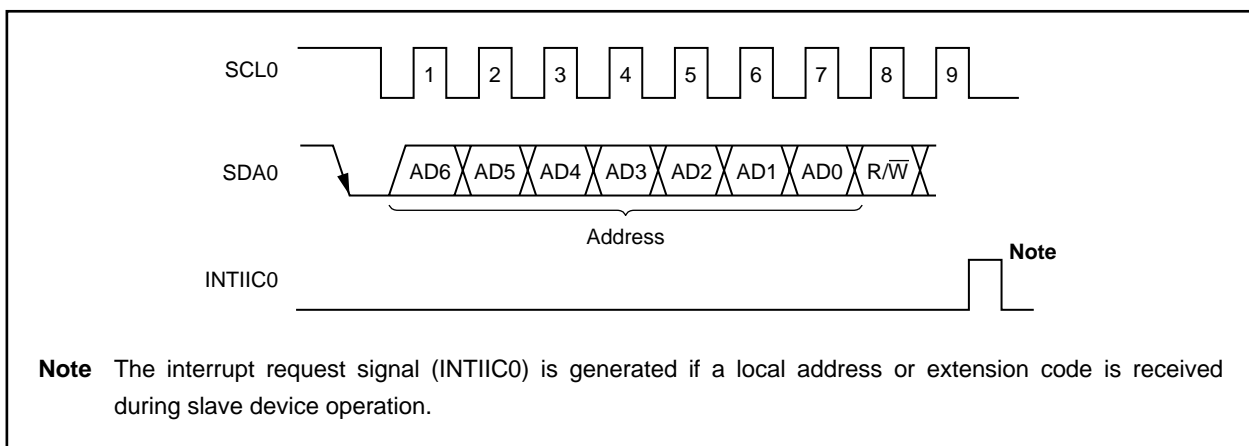 SCL0 1 2 3 4 5 6 7 8 9
SDA0 AD6 AD5 AD4 AD3 AD2 AD1 AD0 R/W̅
Address
Note
INTIIC0
Note The interrupt request signal (INTIIC0) is generated if a local address or extension code is received
during slave device operation.